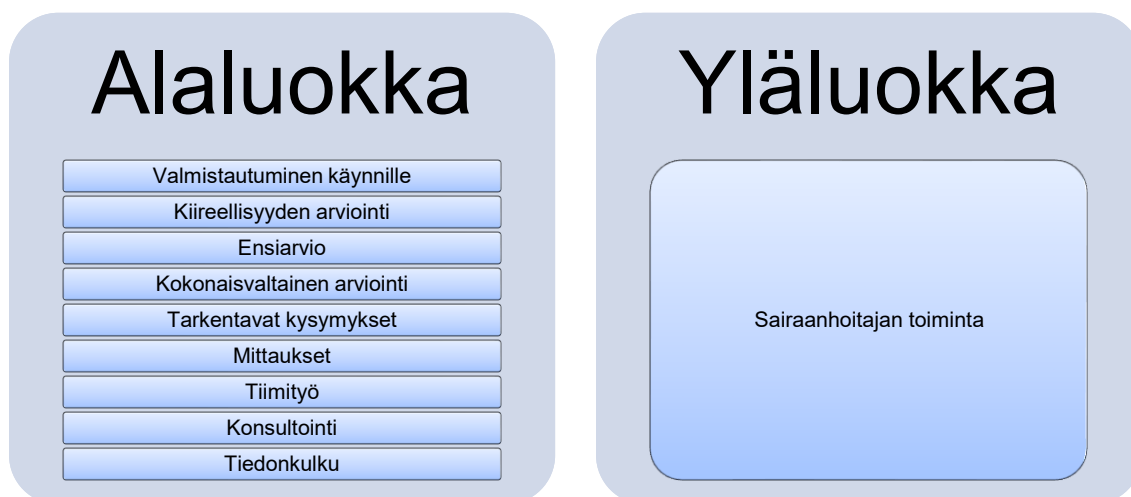 Alaluokka
Valmistautuminen käynnille
Kiireellisyyden arviointi
Ensiarvio
Kokonaisvaltainen arviointi
Tarkentavat kysymykset
Mittaukset
Tiimityö
Konsultointi
Tiedonkulku
Yläluokka
Sairaanhoitajan toiminta